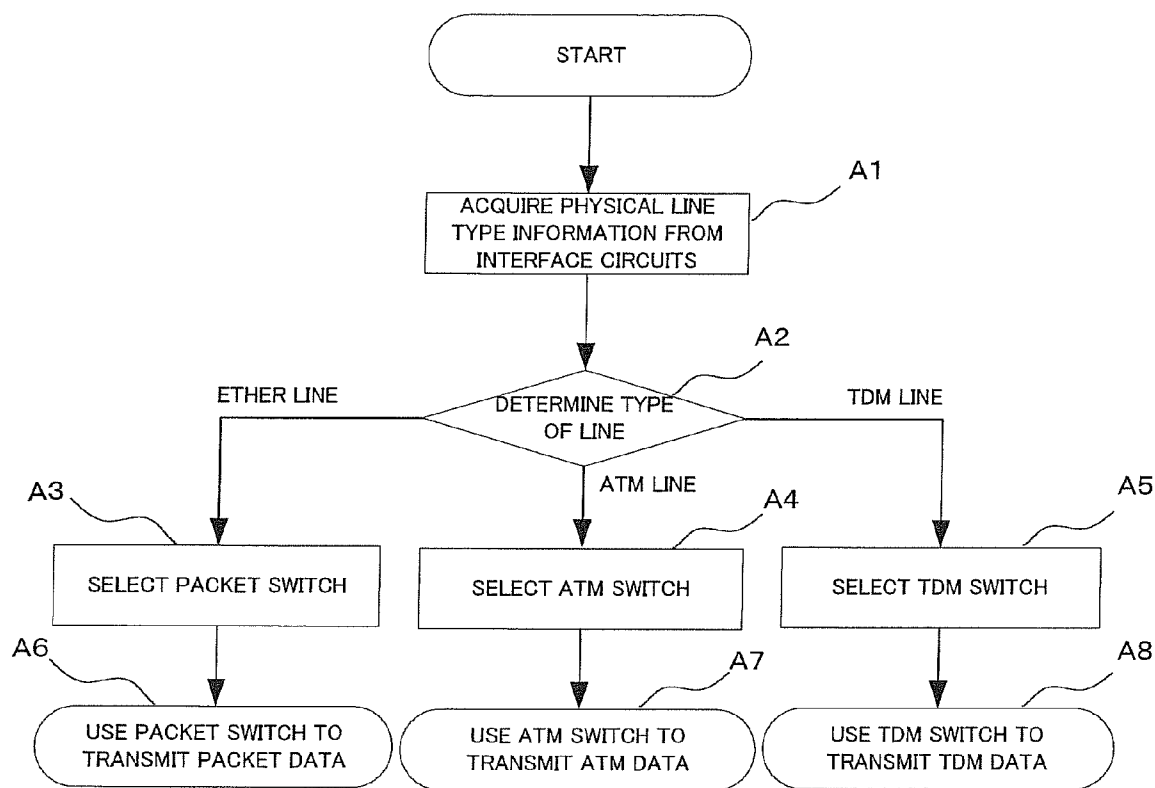 START
A1
ACQUIRE PHYSICAL LINE
TYPE INFORMATION FROM
INTERFACE CIRCUITS
A2
ETHER LINE
DETERMINE TYPE
OF LINE
TDM LINE
ATM LINE
A3
A4
A5
SELECT PACKET SWITCH
SELECT ATM SWITCH
SELECT TDM SWITCH
A6
A7
A8
USE PACKET SWITCH TO
TRANSMIT PACKET DATA
USE ATM SWITCH TO
TRANSMIT ATM DATA
USE TDM SWITCH TO
TRANSMIT TDM DATA